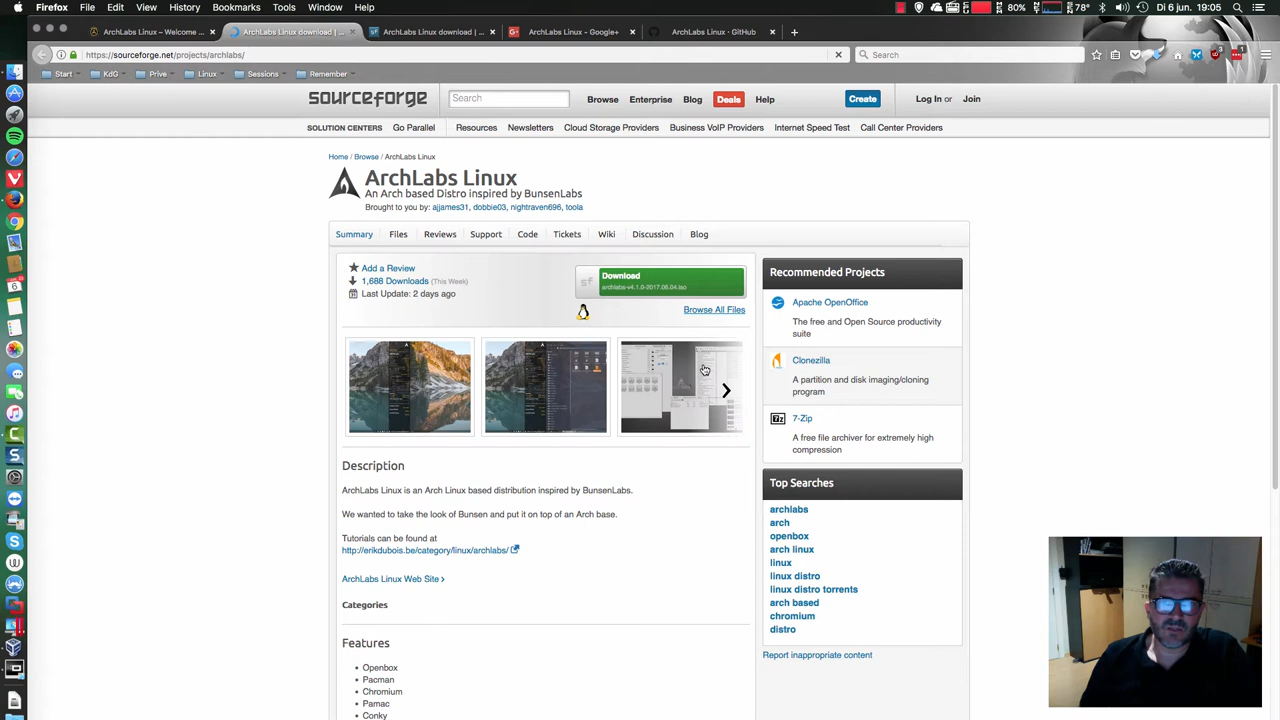 Firefox File Edit View History Bookmarks Tools Window Help
80% di 6 jun. 19:05
ArchLabs Linux – Welcome ...
ArchLabs Linux download | ...
ArchLabs Linux download | ...
ArchLabs Linux - Google+
ArchLabs Linux · GitHub
https://sourceforge.net/projects/archlabs/
Search
Start KdG Prive Linux Sessions Remember
sourceforge
Search
Browse Enterprise Blog Deals Help
Create
Log In or Join
SOLUTION CENTERS Go Parallel Resources Newsletters Cloud Storage Providers Business VoIP Providers Internet Speed Test Call Center Providers
Home / Browse / ArchLabs Linux
ArchLabs Linux
An Arch based Distro inspired by BunsenLabs
Brought to you by: ajjames31, dobbie03, nightraven696, toola
Summary Files Reviews Support Code Tickets Wiki Discussion Blog
Add a Review
1,688 Downloads (This Week)
Last Update: 2 days ago
sf
Download
archlabs-v4.1.0-2017.06.04.iso
Browse All Files
Description
ArchLabs Linux is an Arch Linux based distribution inspired by BunsenLabs.
We wanted to take the look of Bunsen and put it on top of an Arch base.
Tutorials can be found at
http://erikdubois.be/category/linux/archlabs/
ArchLabs Linux Web Site ›
Categories
Features
• Openbox
• Pacman
• Chromium
• Pamac
• Conky
Recommended Projects
Apache OpenOffice
The free and Open Source productivity
suite
Clonezilla
A partition and disk imaging/cloning
program
7-Zip
A free file archiver for extremely high
compression
Top Searches
archlabs
arch
openbox
arch linux
linux
linux distro
linux distro torrents
arch based
chromium
distro
Report inappropriate content